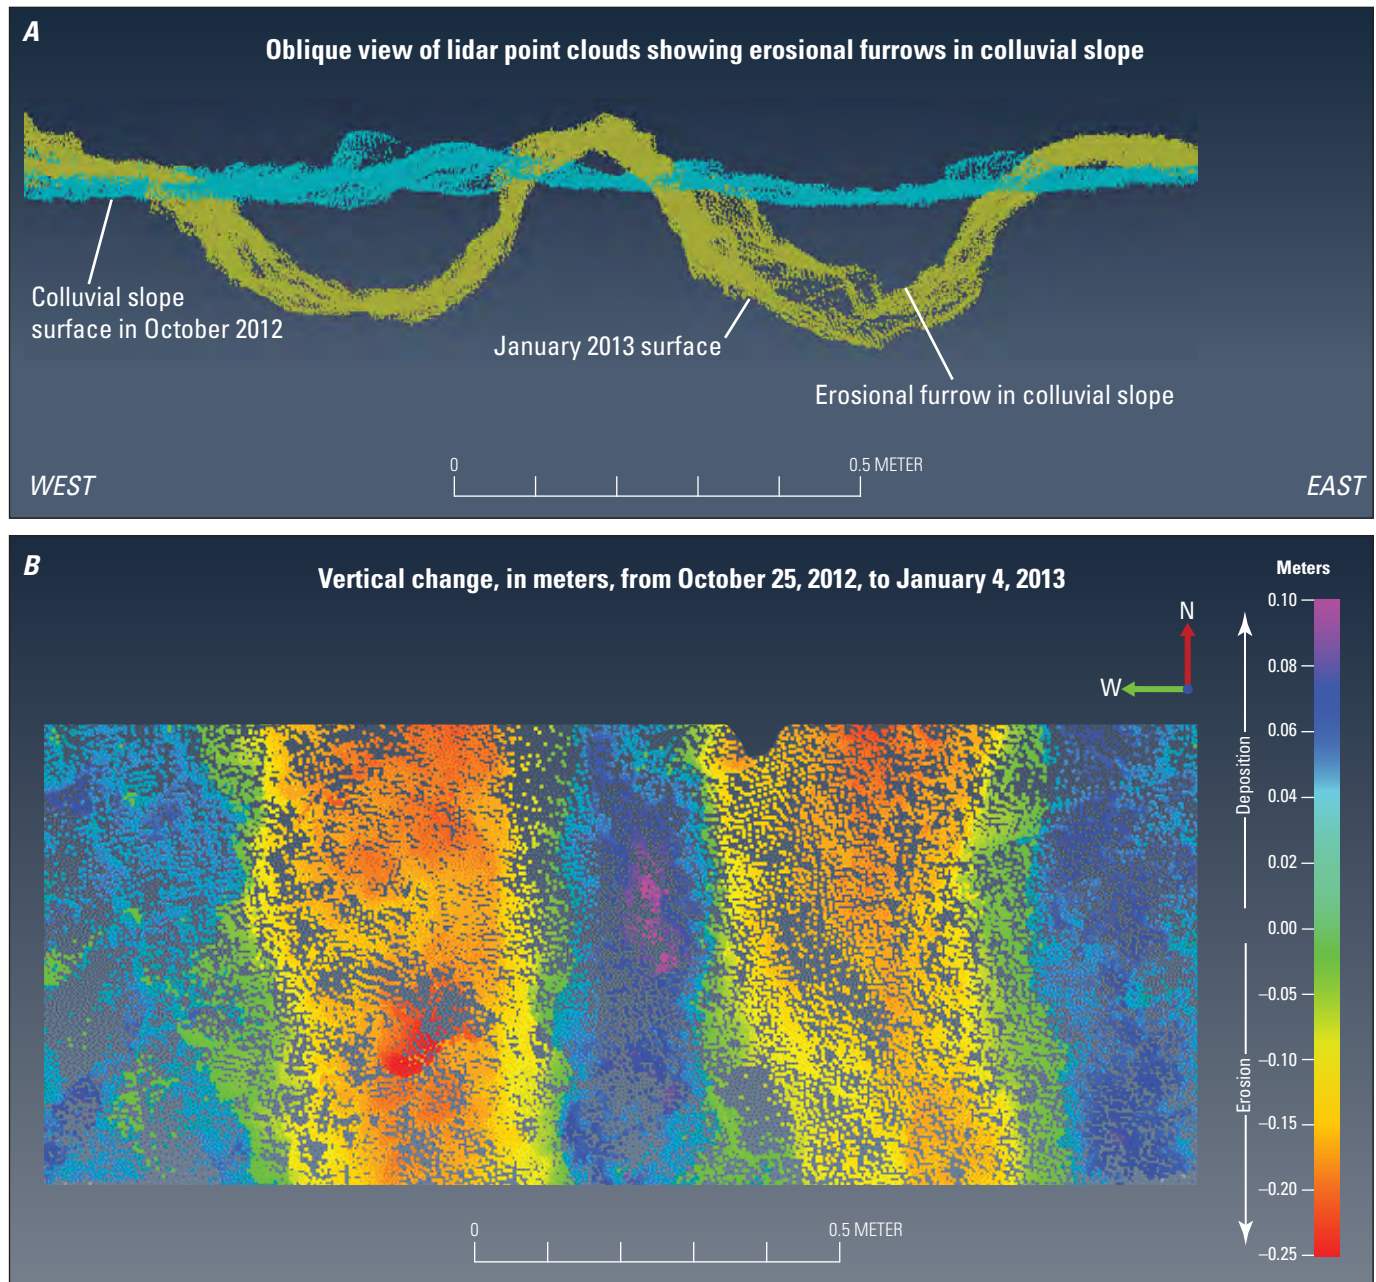 A
Oblique view of lidar point clouds showing erosional furrows in colluvial slope
Colluvial slope
surface in October 2012
January 2013 surface
Erosional furrow in colluvial slope
0
0.5 METER
WEST
EAST
B
Vertical change, in meters, from October 25, 2012, to January 4, 2013
Meters
N
W
0.10
0.08
0.06
0.04
0.02
0.00
–0.05
–0.10
–0.15
–0.20
–0.25
Deposition
Erosion
0
0.5 METER